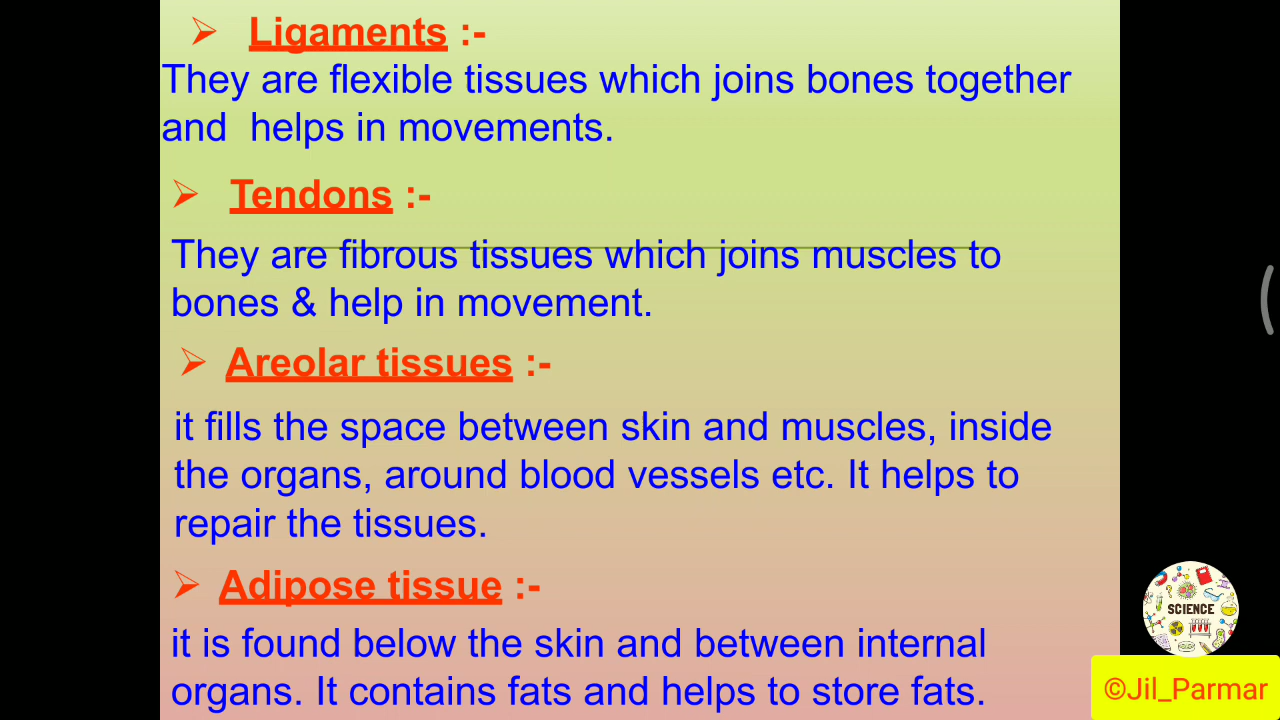 ➢ Ligaments :-
They are flexible tissues which joins bones together
and helps in movements.
➢ Tendons :-
They are fibrous tissues which joins muscles to
bones & help in movement.
➢ Areolar tissues :-
it fills the space between skin and muscles, inside
the organs, around blood vessels etc. It helps to
repair the tissues.
➢ Adipose tissue :-
it is found below the skin and between internal
organs. It contains fats and helps to store fats.
SCIENCE
©Jil_Parmar